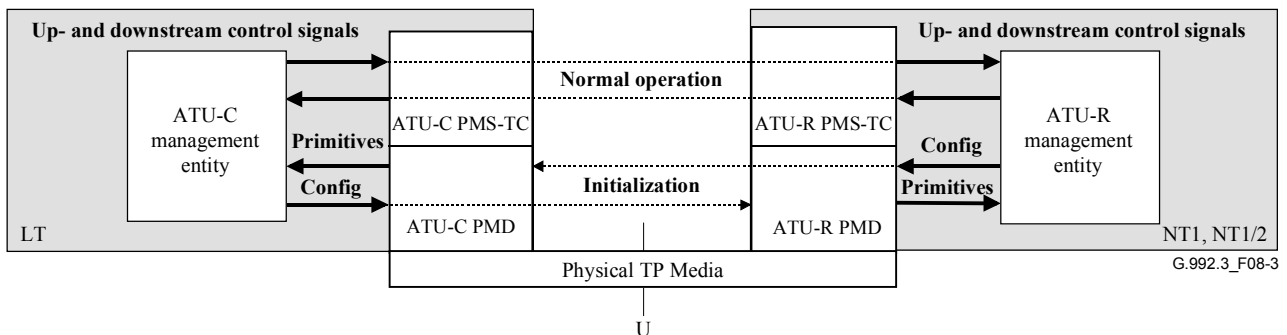 Up- and downstream control signals
Up- and downstream control signals
Normal operation
ATU-C
management
entity
ATU-R
management
entity
ATU-C PMS-TC
ATU-R PMS-TC
Primitives
Config
Config
Initialization
Primitives
LT
ATU-C PMD
ATU-R PMD
NT1, NT1/2
Physical TP Media
G.992.3_F08-3
U